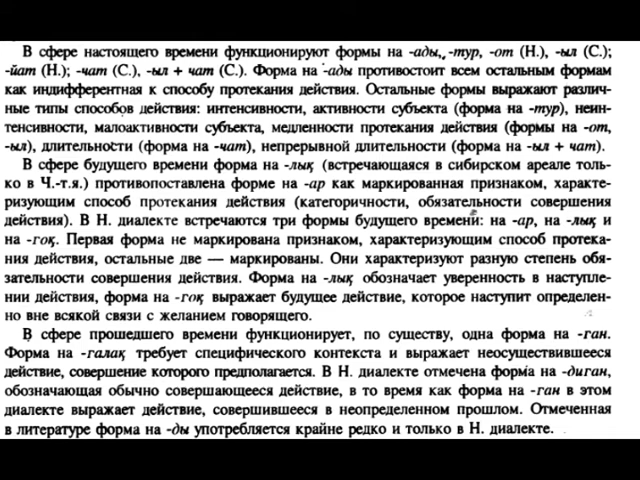 В сфере настоящего времени функционируют формы на -ады, -тур, -от (Н.), -ыл (С.);
-йат (Н.); -чат (С.), -ыл + чат (С.). Форма на -ады противостоит всем остальным формам
как индифферентная к способу протекания действия. Остальные формы выражают различ-
ные типы способов действия: интенсивности, активности субъекта (форма на -тур), неин-
тенсивности, малоактивности субъекта, медленности протекания действия (формы на -от,
-ыл), длительности (форма на -чат), непрерывной длительности (форма на -ыл + чат).
В сфере будущего времени форма на -лық (встречающаяся в сибирском ареале толь-
ко в Ч.-т.я.) противопоставлена форме на -ар как маркированная признаком, характе-
ризующим способ протекания действия (категоричности, обязательности совершения
действия). В Н. диалекте встречаются три формы будущего времени: на -ар, на -лық и
на -гоқ. Первая форма не маркирована признаком, характеризующим способ протека-
ния действия, остальные две — маркированы. Они характеризуют разную степень обя-
зательности совершения действия. Форма на -лық обозначает уверенность в наступле-
нии действия, форма на -гоқ выражает будущее действие, которое наступит определен-
но вне всякой связи с желанием говорящего.
В сфере прошедшего времени функционирует, по существу, одна форма на -ган.
Форма на -галақ требует специфического контекста и выражает неосуществившееся
действие, совершение которого предполагается. В Н. диалекте отмечена форма на -диган,
обозначающая обычно совершающееся действие, в то время как форма на -ган в этом
диалекте выражает действие, совершившееся в неопределенном прошлом. Отмеченная
в литературе форма на -ды употребляется крайне редко и только в Н. диалекте.